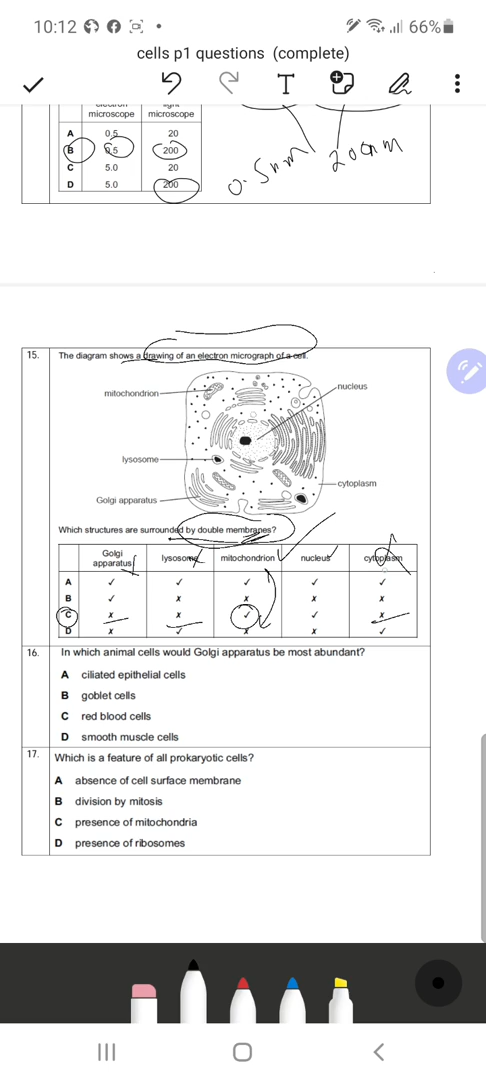 10:12 66%
cells p1 questions (complete)
T
microscope microscope
A 0.5 20
B 0.5 200
C 5.0 20
D 5.0 200
0.5nm 200nm
15. The diagram shows a drawing of an electron micrograph of a cell.
nucleus
mitochondrion
lysosome
cytoplasm
Golgi apparatus
Which structures are surrounded by double membranes?
Golgi apparatus lysosome mitochondrion nucleus cytoplasm
A ✓ ✓ ✓ ✓ ✓
B ✓ x x x x
C x x ✓ ✓ x
D x ✓ x x ✓
16. In which animal cells would Golgi apparatus be most abundant?
A ciliated epithelial cells
B goblet cells
C red blood cells
D smooth muscle cells
17. Which is a feature of all prokaryotic cells?
A absence of cell surface membrane
B division by mitosis
C presence of mitochondria
D presence of ribosomes